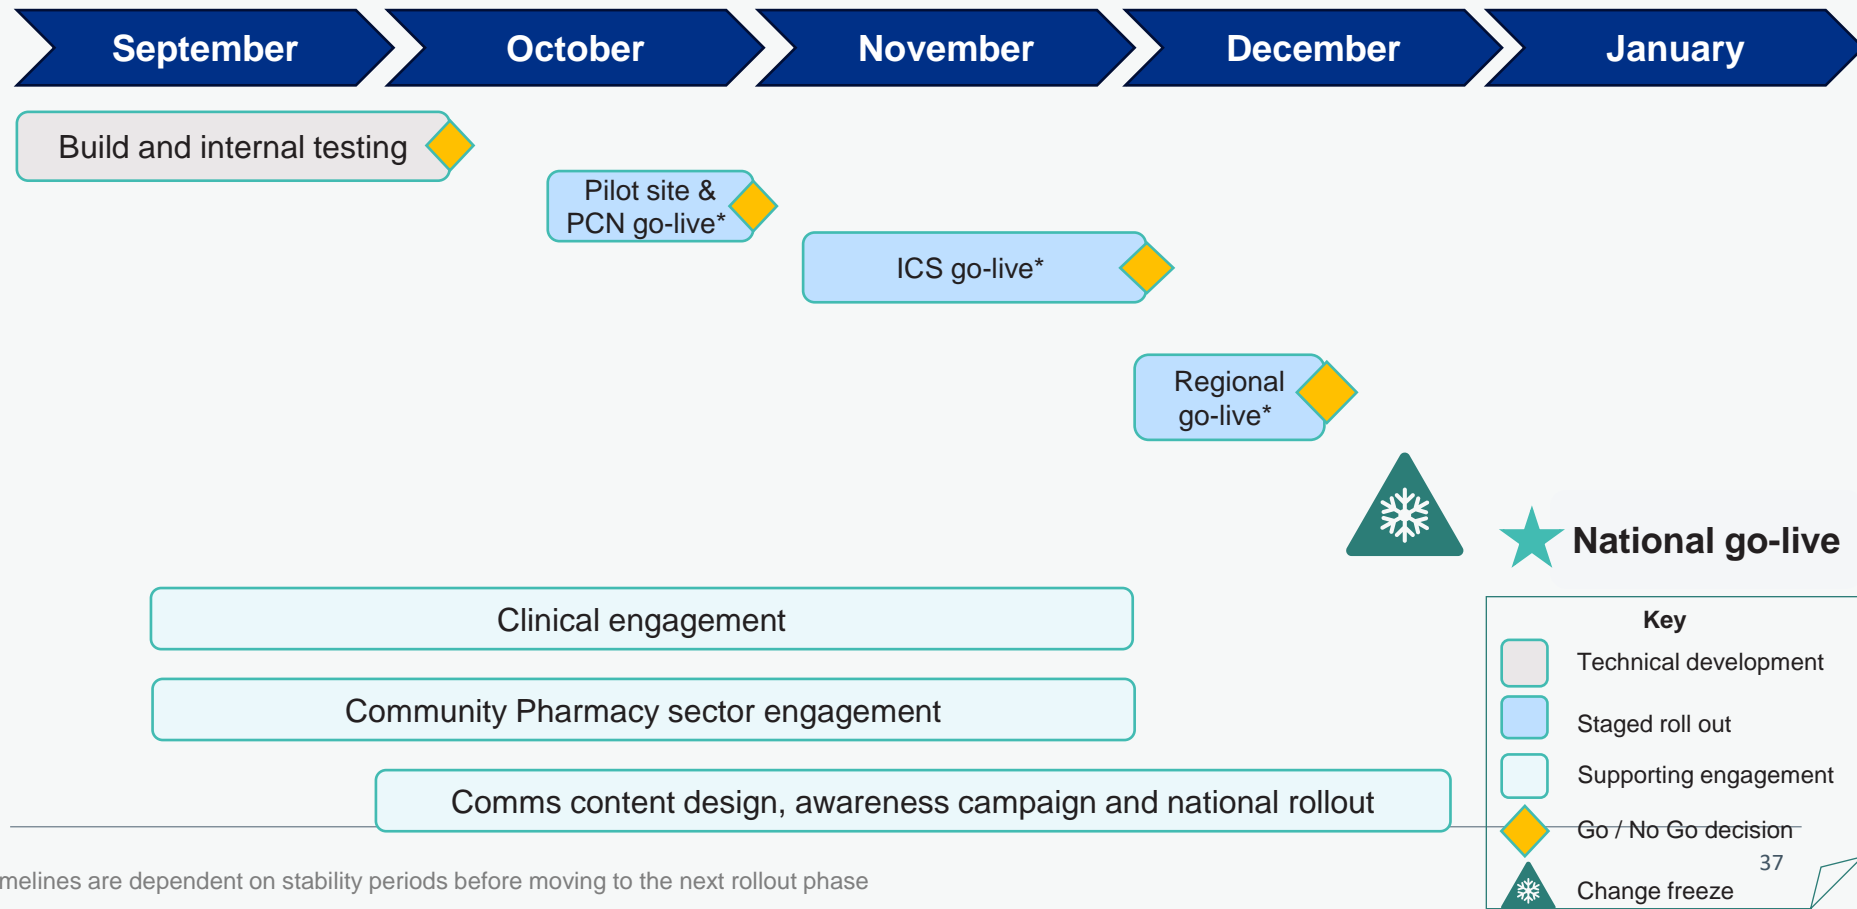 September
October
November
December
January
Build and internal testing
Pilot site &
PCN go-live*
ICS go-live*
Regional
go-live*
National go-live
Clinical engagement
Community Pharmacy sector engagement
Comms content design, awareness campaign and national rollout
Key
Technical development
Staged roll out
Supporting engagement
Go / No Go decision
Change freeze
melines are dependent on stability periods before moving to the next rollout phase
37